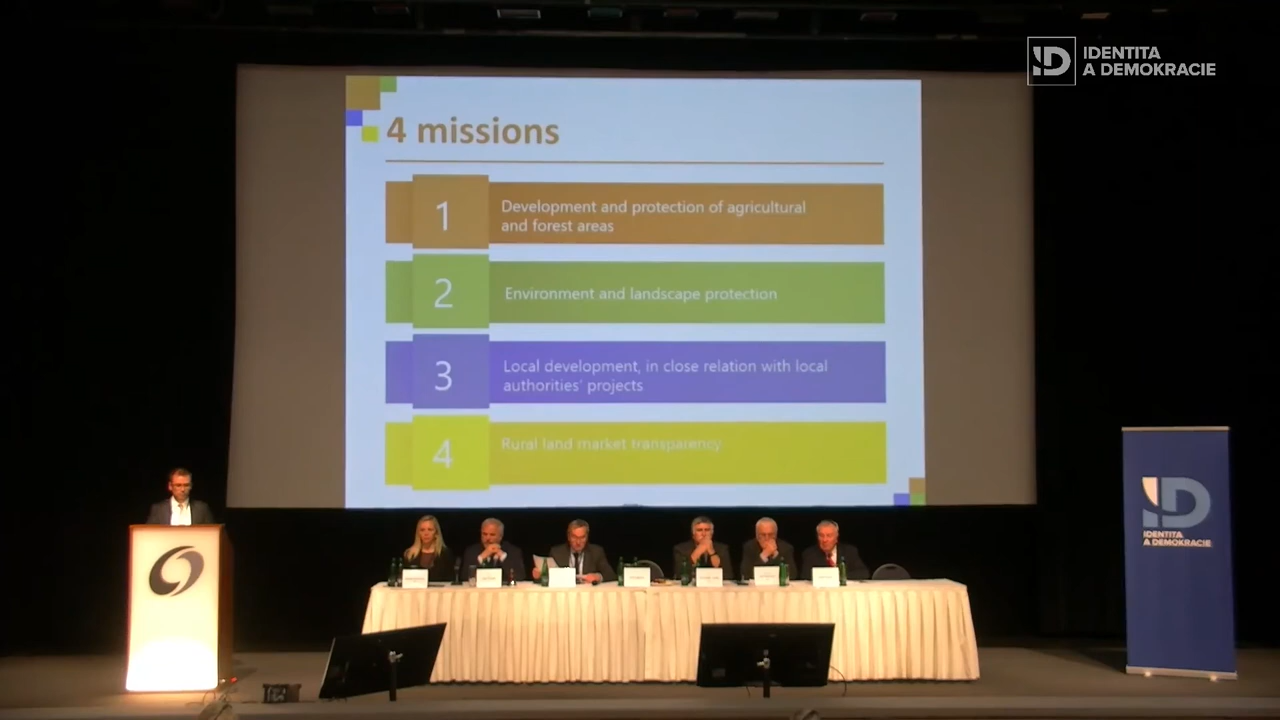 IDENTITA
A DEMOKRACIE
4 missions
1
Development and protection of agricultural
and forest areas
2
Environment and landscape protection
3
Local development, in close relation with local
authorities' projects
4
Rural land market transparency
ID
IDENTITA
A DEMOKRACIE